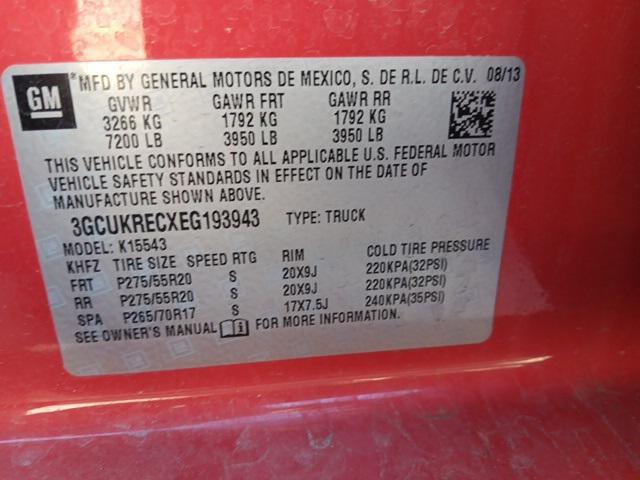 GM
*MFD BY GENERAL MOTORS DE MEXICO, S. DE R.L. DE C.V. 08/13
GVWR GAWR FRT GAWR RR
3266 KG 1792 KG 1792 KG
7200 LB 3950 LB 3950 LB
THIS VEHICLE CONFORMS TO ALL APPLICABLE U.S. FEDERAL MOTOR
VEHICLE SAFETY STANDARDS IN EFFECT ON THE DATE OF
MANUFACTURE SHOWN ABOVE.
3GCUKRECXEG193943 TYPE: TRUCK
MODEL: K15543
KHFZ TIRE SIZE SPEED RTG RIM COLD TIRE PRESSURE
FRT P275/55R20 S 20X9J 220KPA(32PSI)
RR P275/55R20 S 20X9J 220KPA(32PSI)
SPA P265/70R17 S 17X7.5J 240KPA(35PSI)
SEE OWNER'S MANUAL FOR MORE INFORMATION.